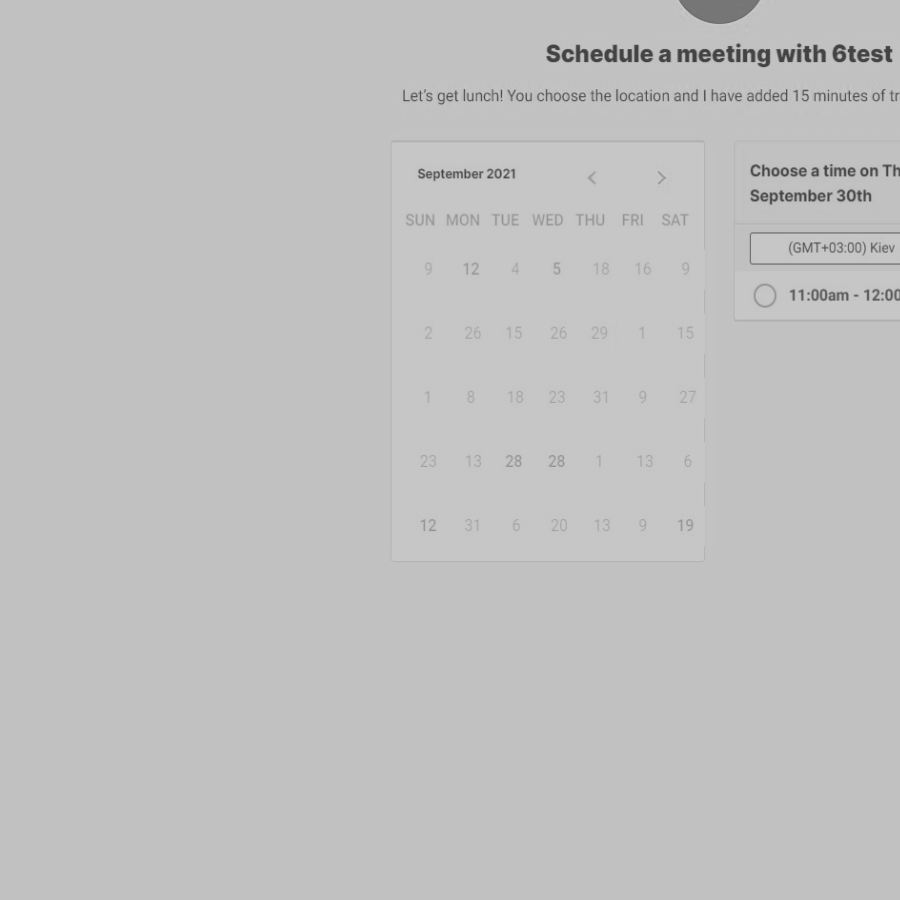 Schedule a meeting with 6test
Let's get lunch! You choose the location and I have added 15 minutes of tr
September 2021
SUN MON TUE WED THU FRI SAT
9 12 4 5 18 16 9
2 26 15 26 29 1 15
1 8 18 23 31 9 27
23 13 28 28 1 13 6
12 31 6 20 13 9 19
Choose a time on Th
September 30th
(GMT+03:00) Kiev
11:00am - 12:00